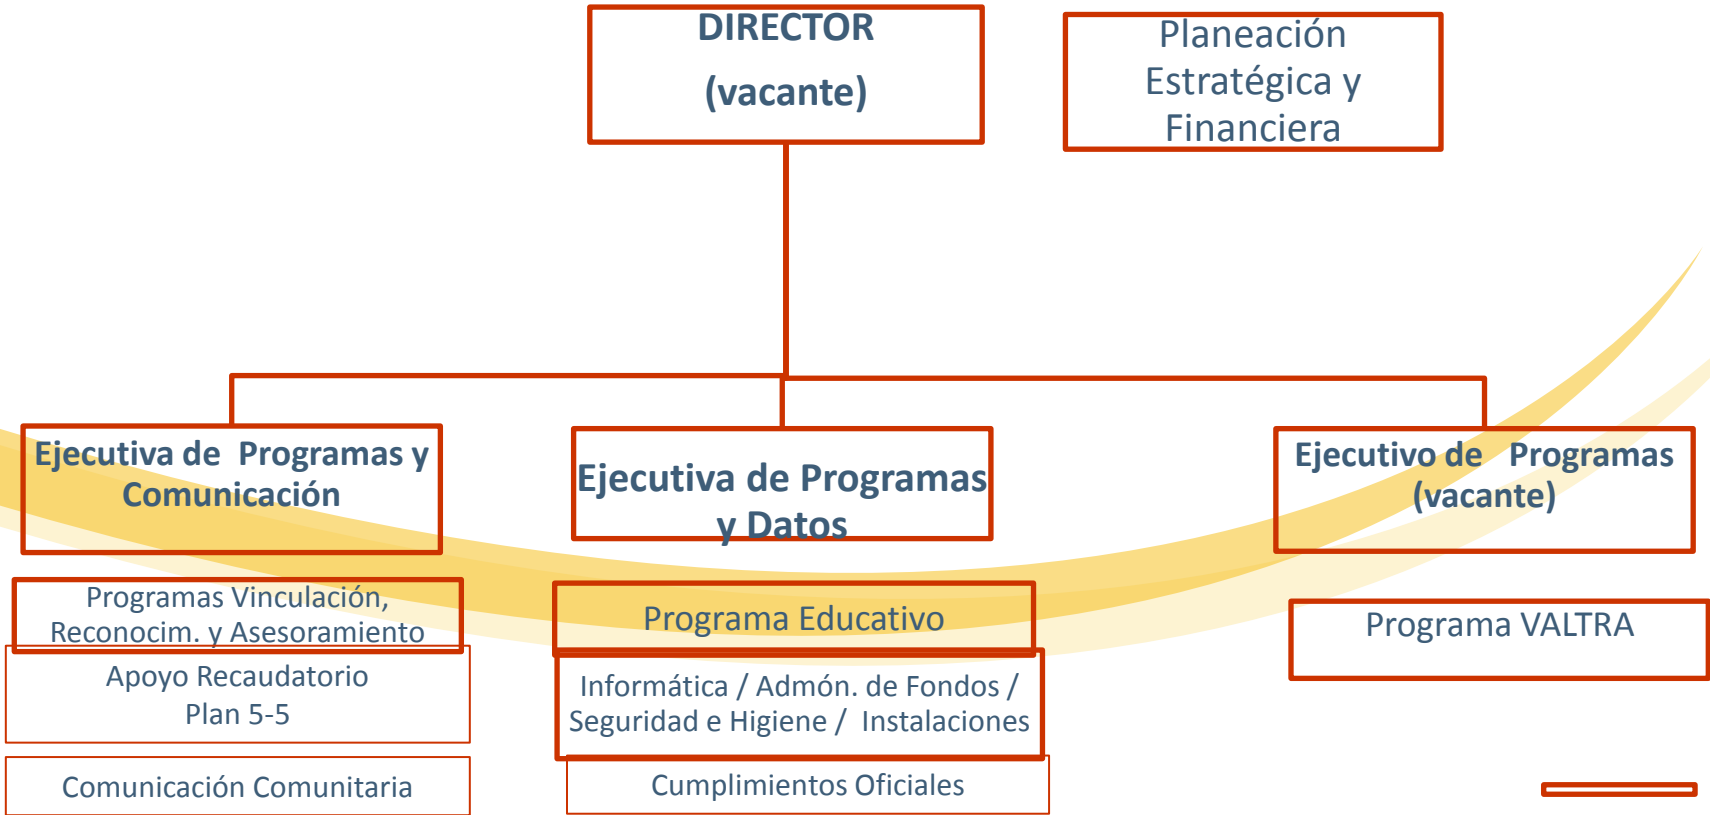 DIRECTOR
(vacante)
Planeación
Estratégica y
Financiera
Ejecutiva de Programas y
Comunicación
Ejecutiva de Programas
y Datos
Ejecutivo de Programas
(vacante)
Programas Vinculación,
Reconocim. y Asesoramiento
Apoyo Recaudatorio
Plan 5-5
Comunicación Comunitaria
Programa Educativo
Informática / Admón. de Fondos /
Seguridad e Higiene / Instalaciones
Cumplimientos Oficiales
Programa VALTRA